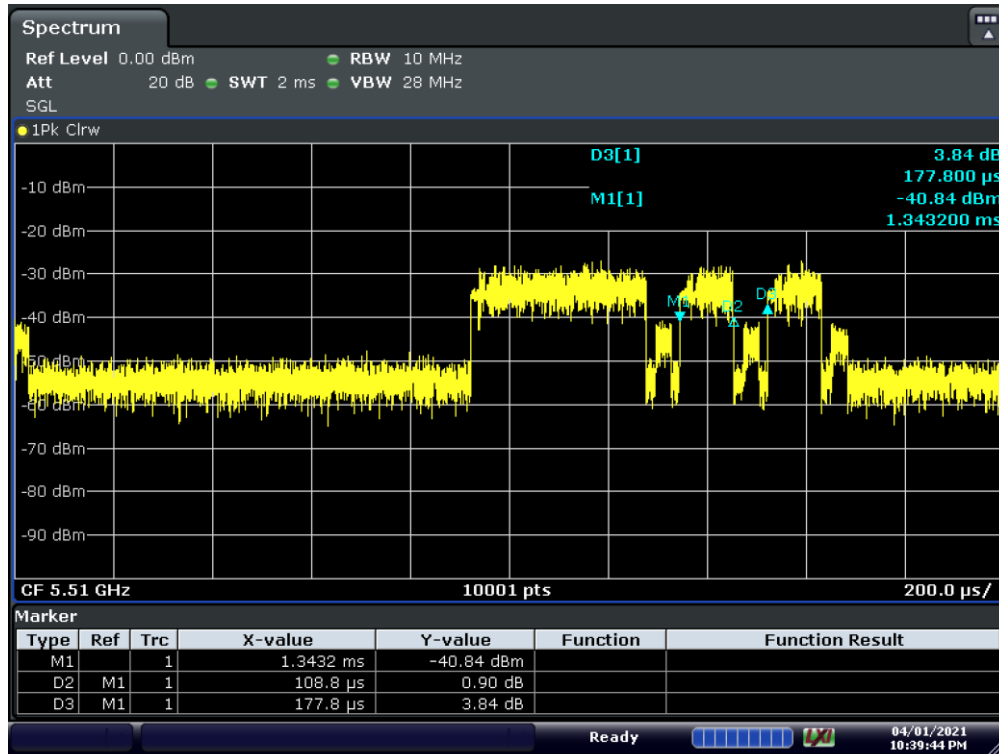 Spectrum
Ref Level 0.00 dBm RBW 10 MHz
Att 20 dB SWT 2 ms VBW 28 MHz
SGL
1Pk Clrw
D3[1] 3.84 dB
177.800 µs
-10 dBm
M1[1] -40.84 dBm
1.343200 ms
-20 dBm
-30 dBm
M1 D2 D3
-40 dBm
-50 dBm
-60 dBm
-70 dBm
-80 dBm
-90 dBm
CF 5.51 GHz 10001 pts 200.0 µs/
Marker
Type Ref Trc X-value Y-value Function Function Result
M1 1 1.3432 ms -40.84 dBm
D2 M1 1 108.8 µs 0.90 dB
D3 M1 1 177.8 µs 3.84 dB
Ready LXI 04/01/2021
10:39:44 PM